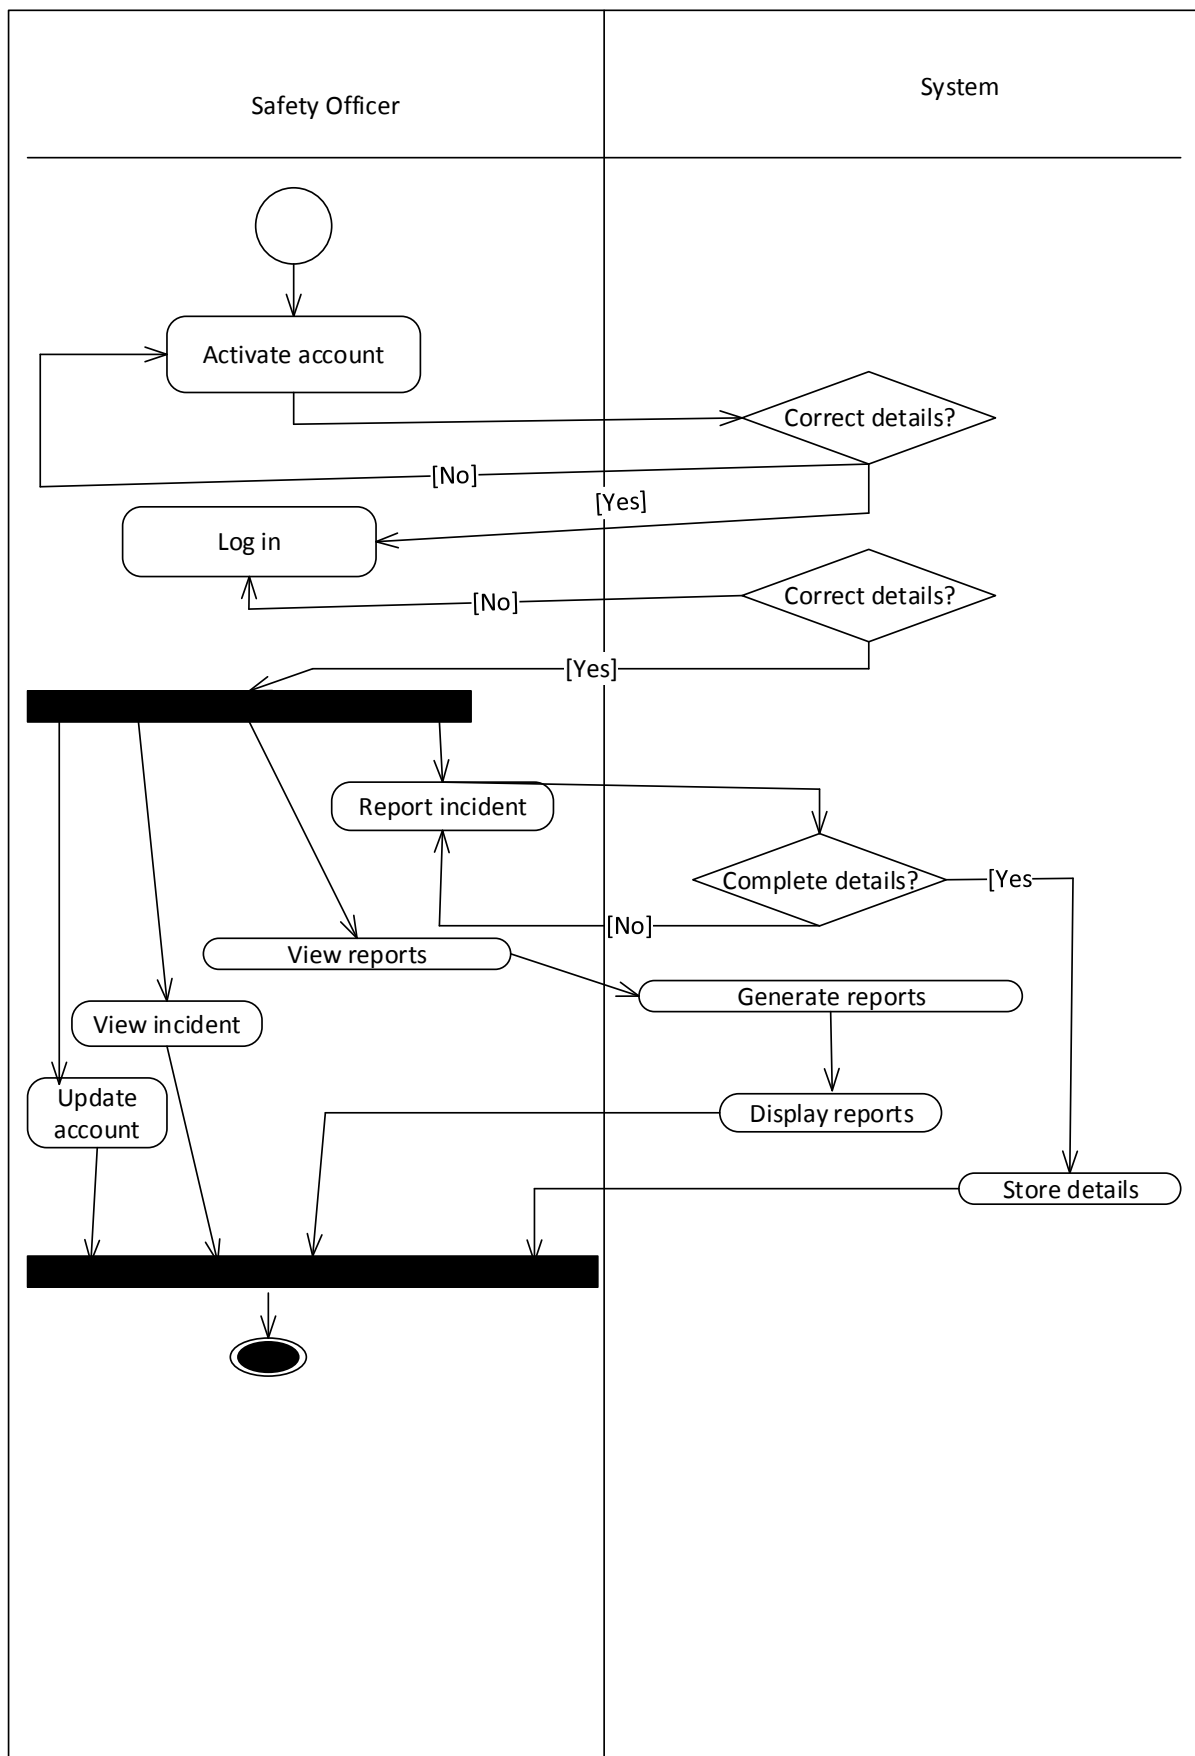 Safety Officer
System
Activate account
Correct details?
[No]
[Yes]
Log in
Correct details?
[No]
[Yes]
Report incident
Complete details?
[Yes
[No]
View reports
Generate reports
View incident
Update
account
Display reports
Store details